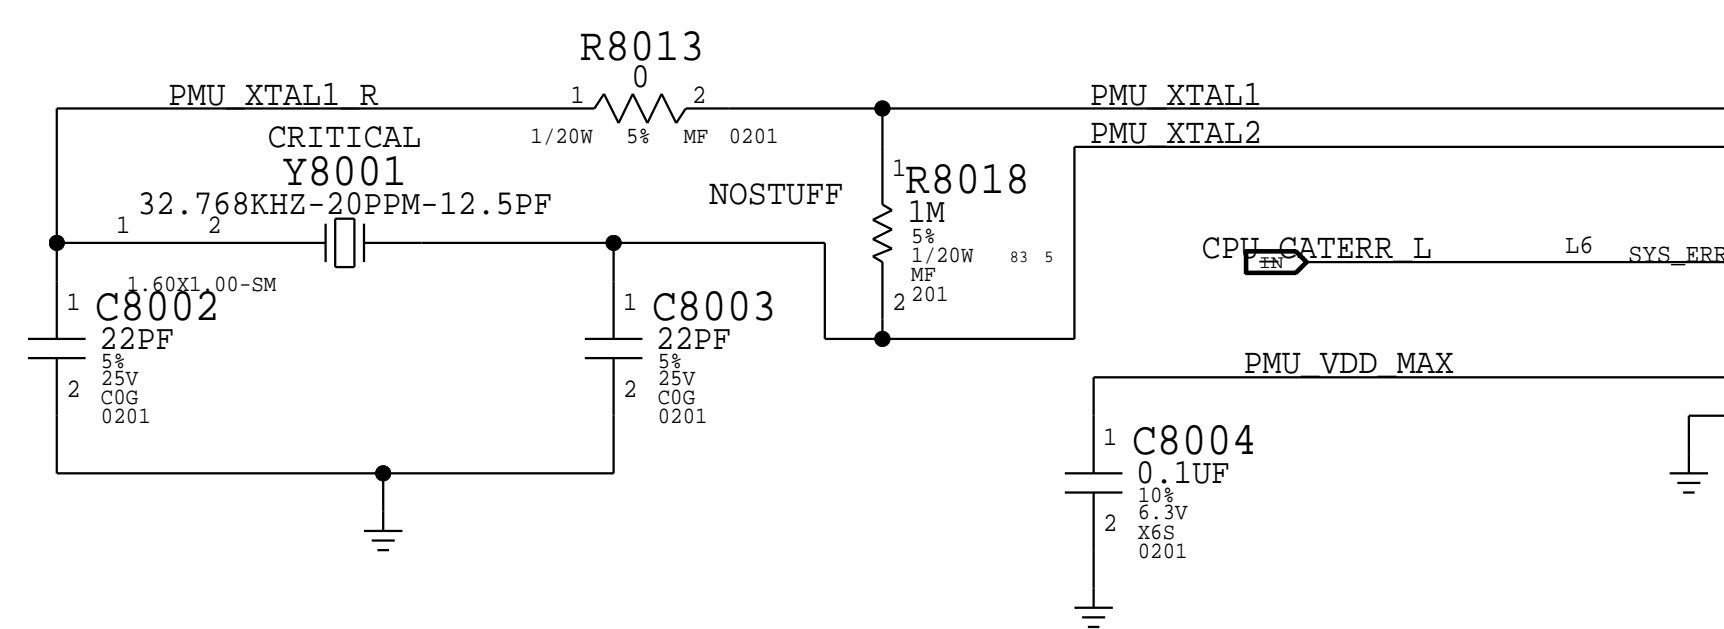 R8013
0
PMU_XTAL1_R
1
2
1/20W
5%
MF
0201
PMU_XTAL1
PMU_XTAL2
CRITICAL
Y8001
32.768KHZ-20PPM-12.5PF
1
2
1.60X1.00-SM
NOSTUFF
1
R8018
1M
5%
1/20W
MF
201
2
83
5
CPU_CATERR_L
IN
L6
SYS_ERR
1
C8002
22PF
5%
25V
C0G
0201
2
1
C8003
22PF
5%
25V
C0G
0201
2
PMU_VDD_MAX
1
C8004
0.1UF
10%
6.3V
X6S
0201
2